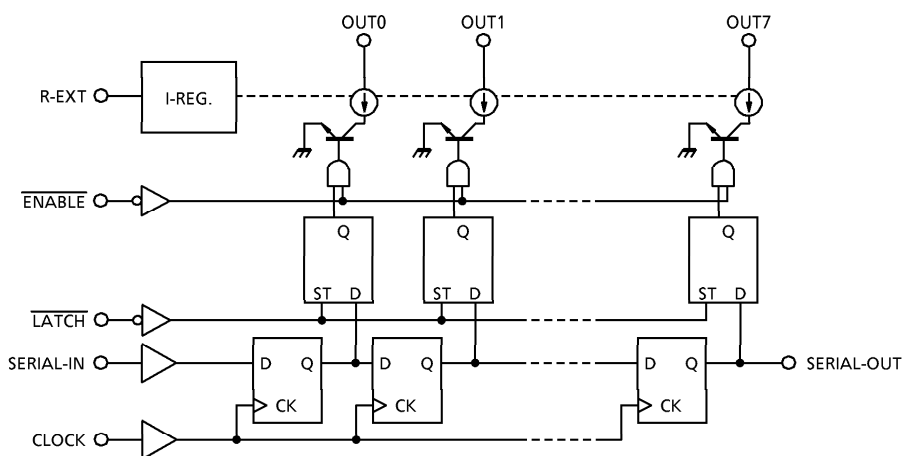 OUT0 OUT1 OUT7
R-EXT I-REG.
ENABLE
Q Q Q
ST D ST D ST D
LATCH
SERIAL-IN D Q D Q D Q SERIAL-OUT
CK CK CK
CLOCK